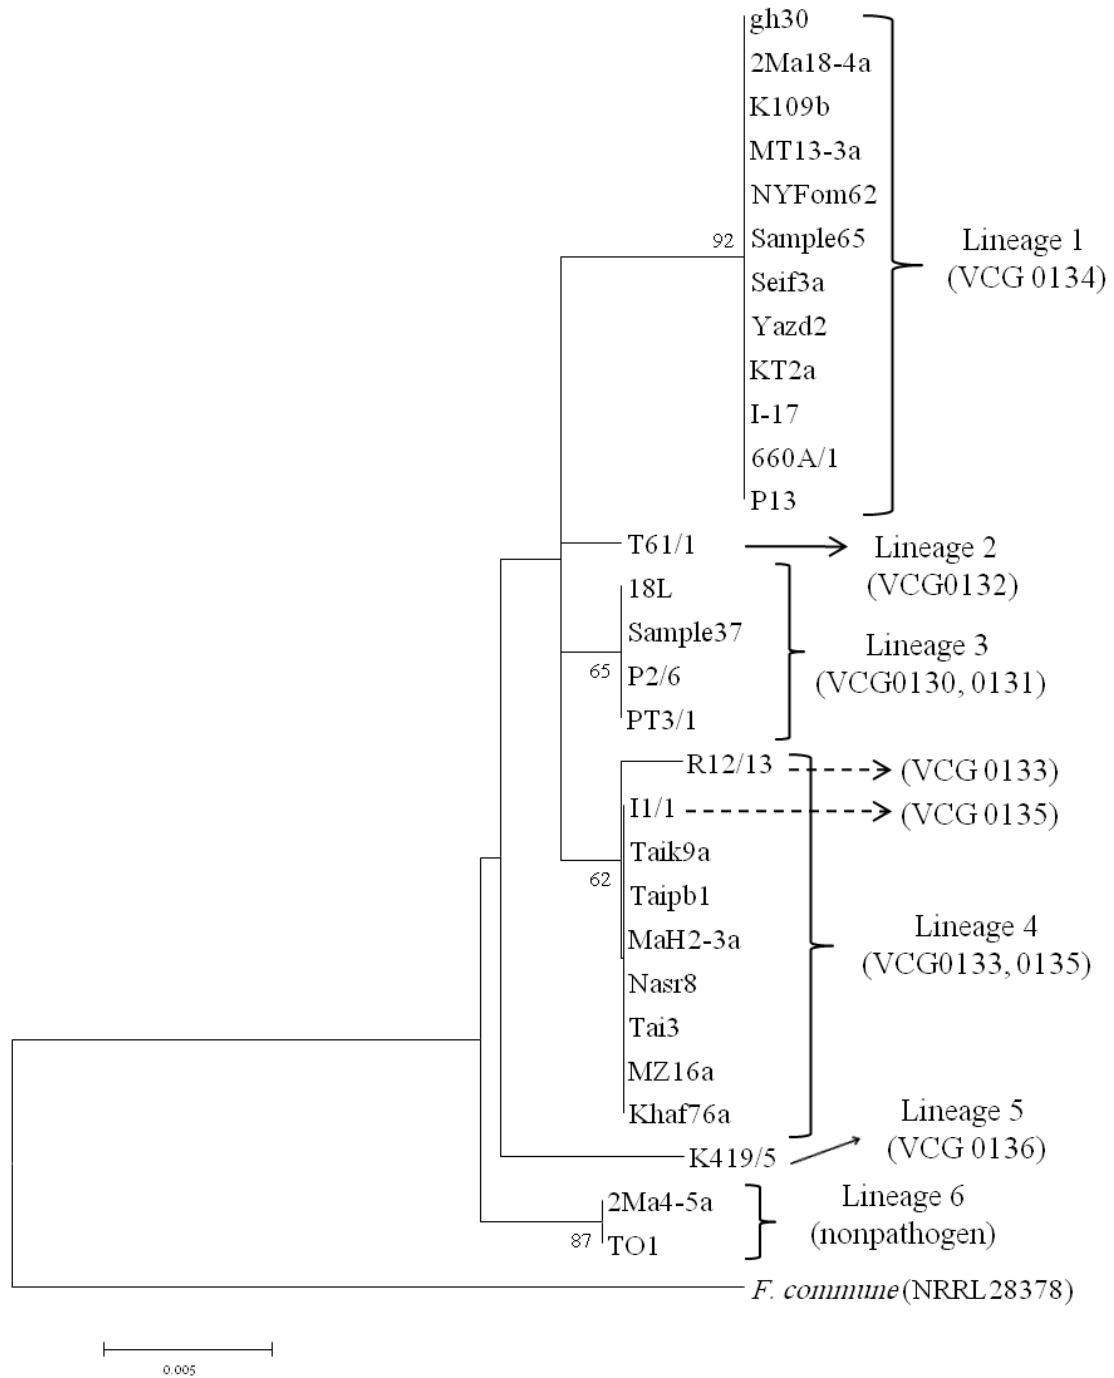 gh30
2Ma18-4a
K109b
MT13-3a
NYFom62
92
Sample65
Lineage 1
(VCG 0134)
Seif3a
Yazd2
KT2a
I-17
660A/1
P13
T61/1
Lineage 2
(VCG0132)
18L
Sample37
Lineage 3
(VCG0130, 0131)
65
P2/6
PT3/1
R12/13
(VCG 0133)
I1/1
(VCG 0135)
Taik9a
62
Taipb1
MaH2-3a
Lineage 4
(VCG0133, 0135)
Nasr8
Tai3
MZ16a
Khaf76a
Lineage 5
(VCG 0136)
K419/5
2Ma4-5a
Lineage 6
(nonpathogen)
87
TO1
F. commune (NRRL28378)
0.005